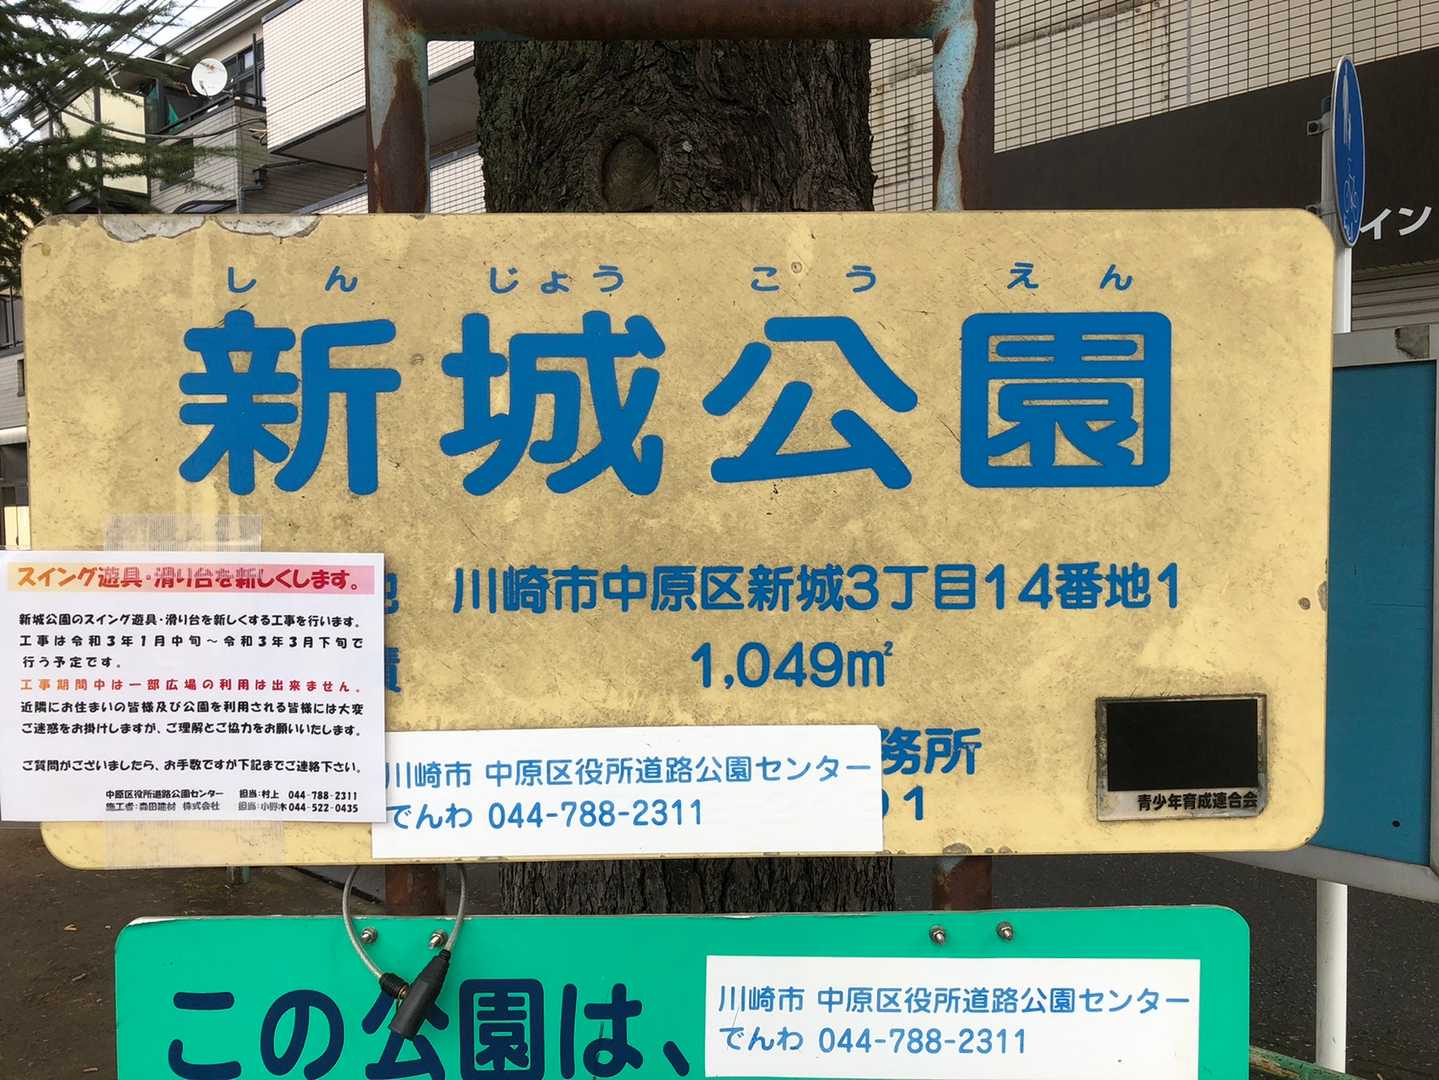 イン
しんじょうこうえん
新城公園
川崎市中原区新城3丁目14番地1
1,049㎡
務所
1
青少年育成連合会
スイング遊具・滑り台を新しくします。
新城公園のスイング遊具・滑り台を新しくする工事を行います。
工事は令和3年1月中旬～令和3年3月下旬で
行う予定です。
工事期間中は一部広場の利用は出来ません。
近隣にお住まいの皆様及び公園を利用される皆様には大変
ご迷惑をお掛けしますが、ご理解とご協力をお願いいたします。
ご質問がございましたら、お手数ですが下記までご連絡下さい。
中原区役所道路公園センター 担当:村上 044-788-2311
施工者:森田建材 株式会社 担当:小野木 044-522-0435
川崎市 中原区役所道路公園センター
でんわ 044-788-2311
この公園は、
川崎市 中原区役所道路公園センター
でんわ 044-788-2311